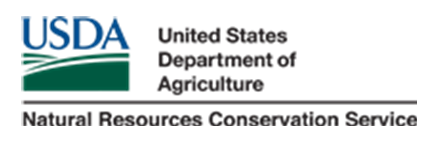 USDA
United States
Department of
Agriculture
Natural Resources Conservation Service